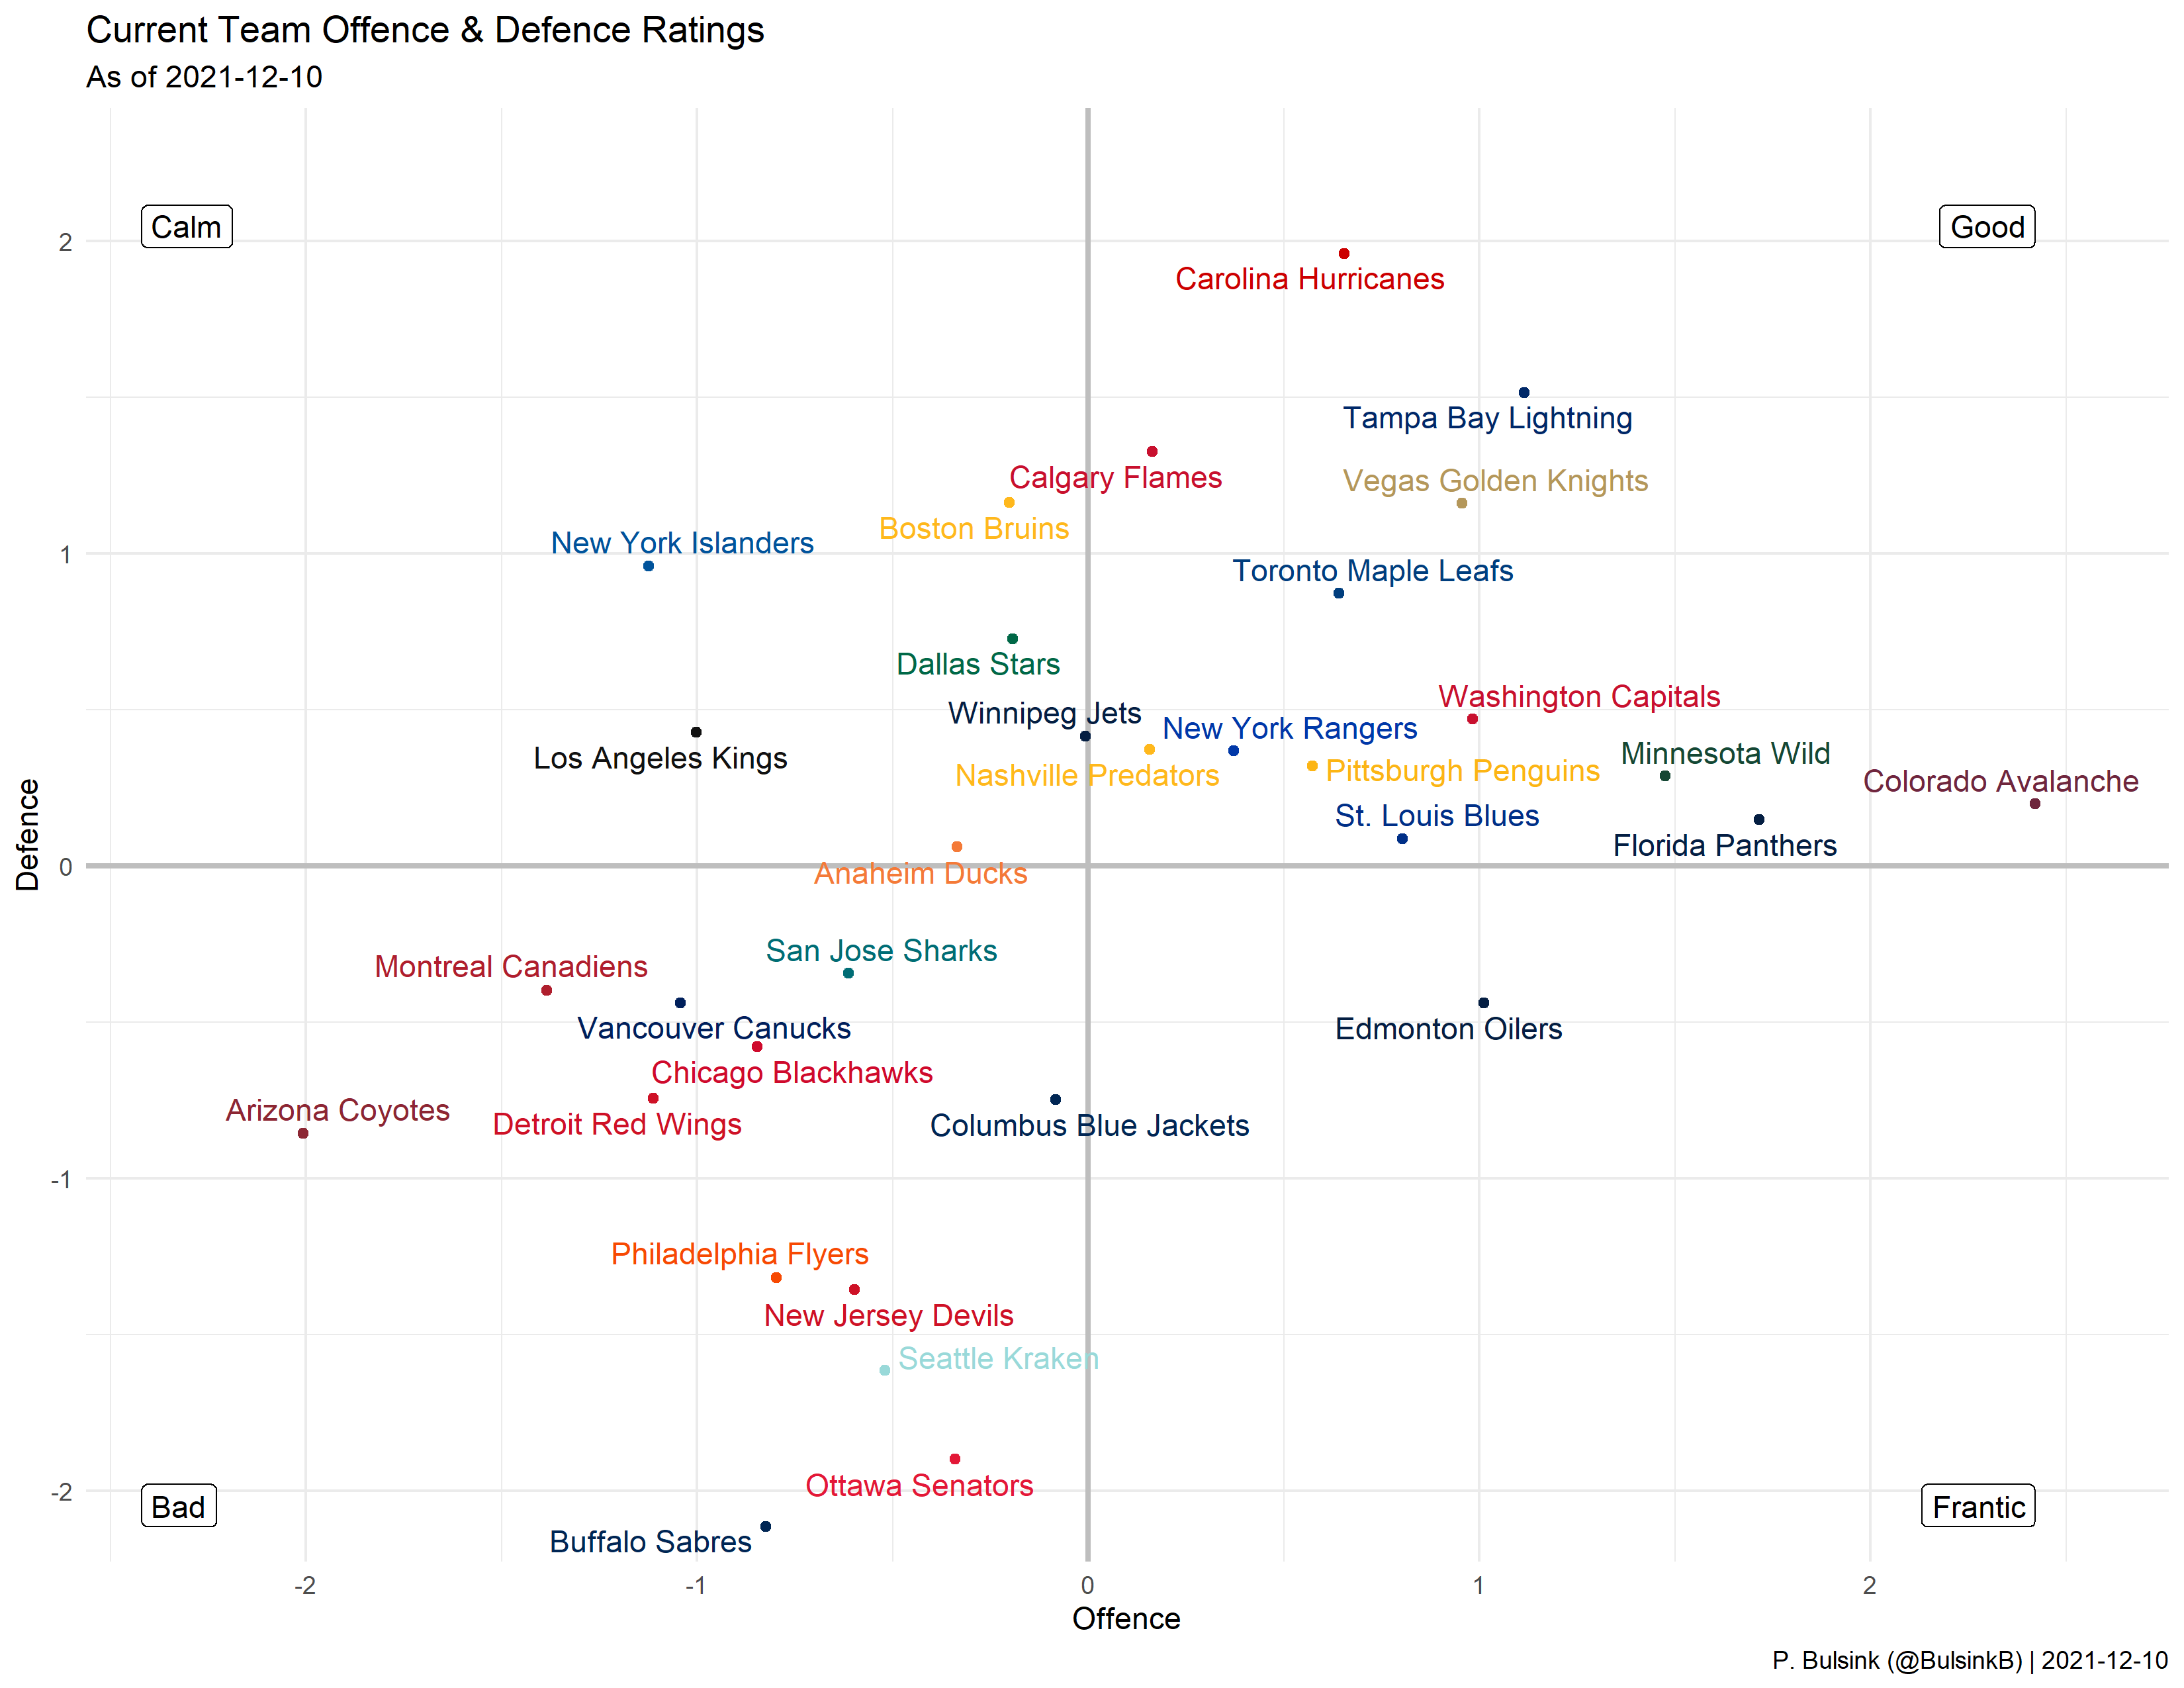 Current Team Offence & Defence Ratings
As of 2021-12-10
Calm
Good
2
Carolina Hurricanes
Tampa Bay Lightning
Calgary Flames
Vegas Golden Knights
Boston Bruins
New York Islanders
1
Toronto Maple Leafs
Dallas Stars
Washington Capitals
Winnipeg Jets
New York Rangers
Los Angeles Kings
Minnesota Wild
Nashville Predators
Pittsburgh Penguins
Colorado Avalanche
St. Louis Blues
Florida Panthers
Defence
0
Anaheim Ducks
San Jose Sharks
Montreal Canadiens
Vancouver Canucks
Edmonton Oilers
Chicago Blackhawks
Arizona Coyotes
Detroit Red Wings
Columbus Blue Jackets
-1
Philadelphia Flyers
New Jersey Devils
Seattle Kraken
Ottawa Senators
-2
Bad
Frantic
Buffalo Sabres
-2
-1
0
1
2
Offence
P. Bulsink (@BulsinkB) | 2021-12-10